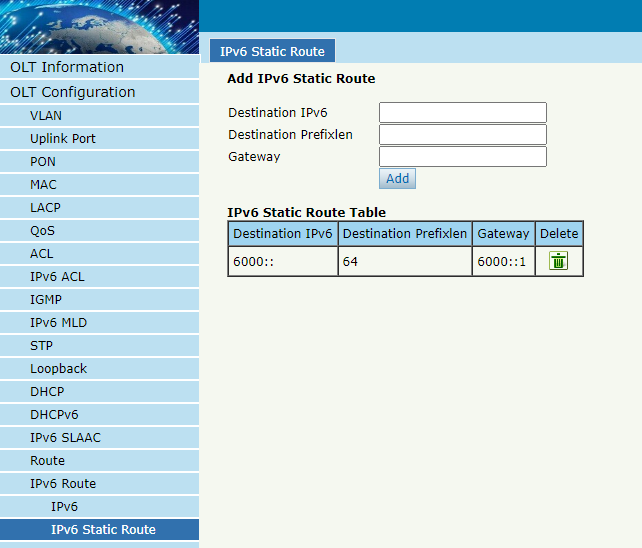 OLT Information
OLT Configuration
VLAN
Uplink Port
PON
MAC
LACP
QoS
ACL
IPv6 ACL
IGMP
IPv6 MLD
STP
Loopback
DHCP
DHCPv6
IPv6 SLAAC
Route
IPv6 Route
IPv6
IPv6 Static Route
IPv6 Static Route
Add IPv6 Static Route
Destination IPv6
Destination Prefixlen
Gateway
Add
IPv6 Static Route Table
Destination IPv6 Destination Prefixlen Gateway Delete
6000:: 64 6000::1